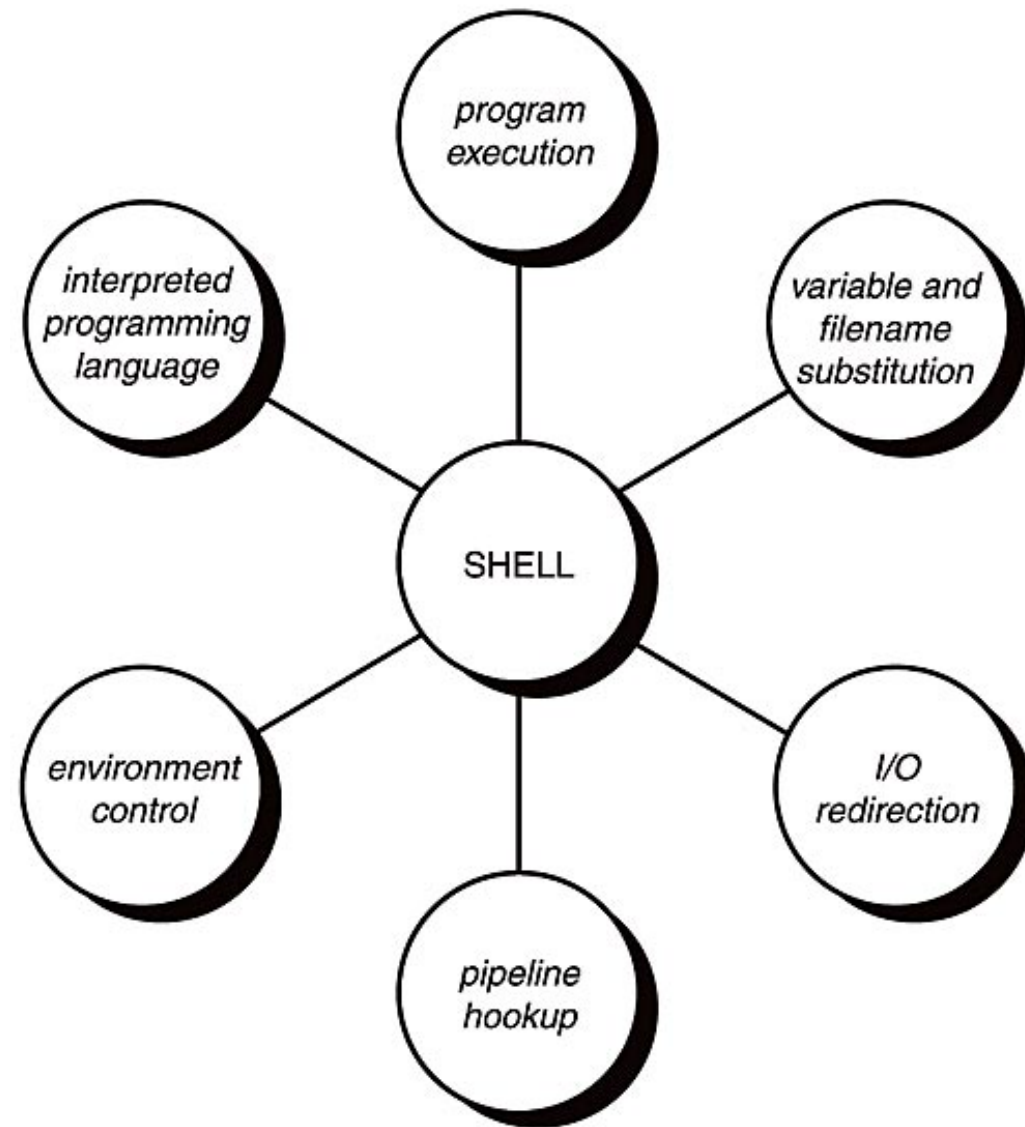 program
execution
interpreted
programming
language
variable and
filename
substitution
SHELL
environment
control
I/O
redirection
pipeline
hookup